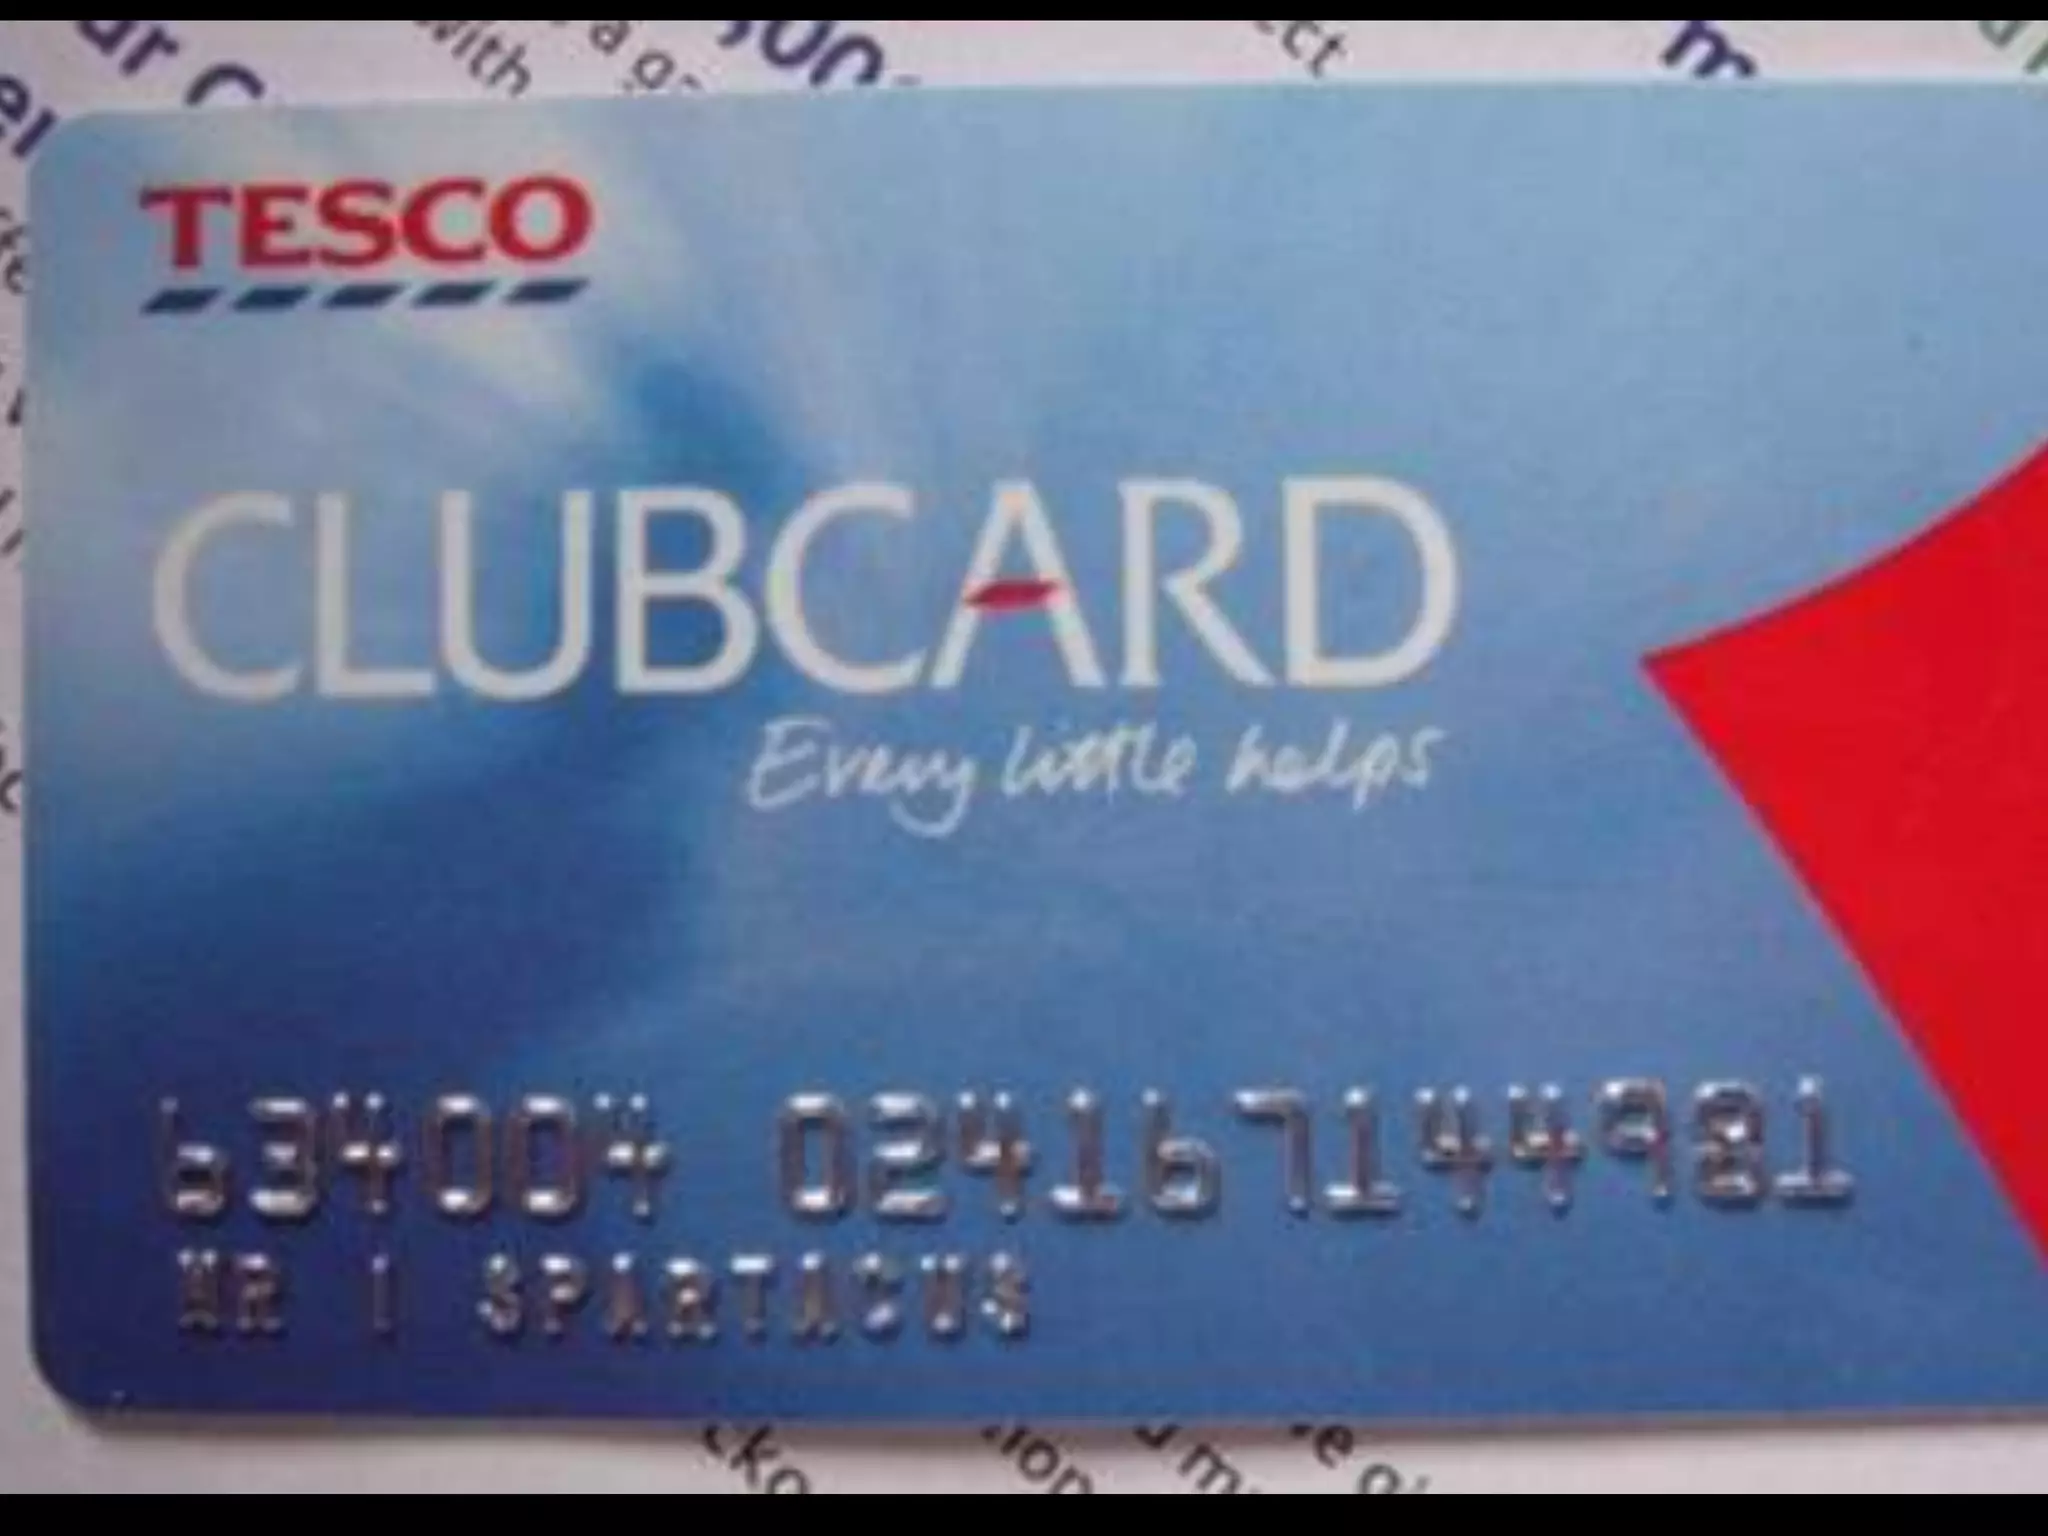 TESCO
CLUBCARD
Every little helps
634004 024167144981
MR I SPARTACUS